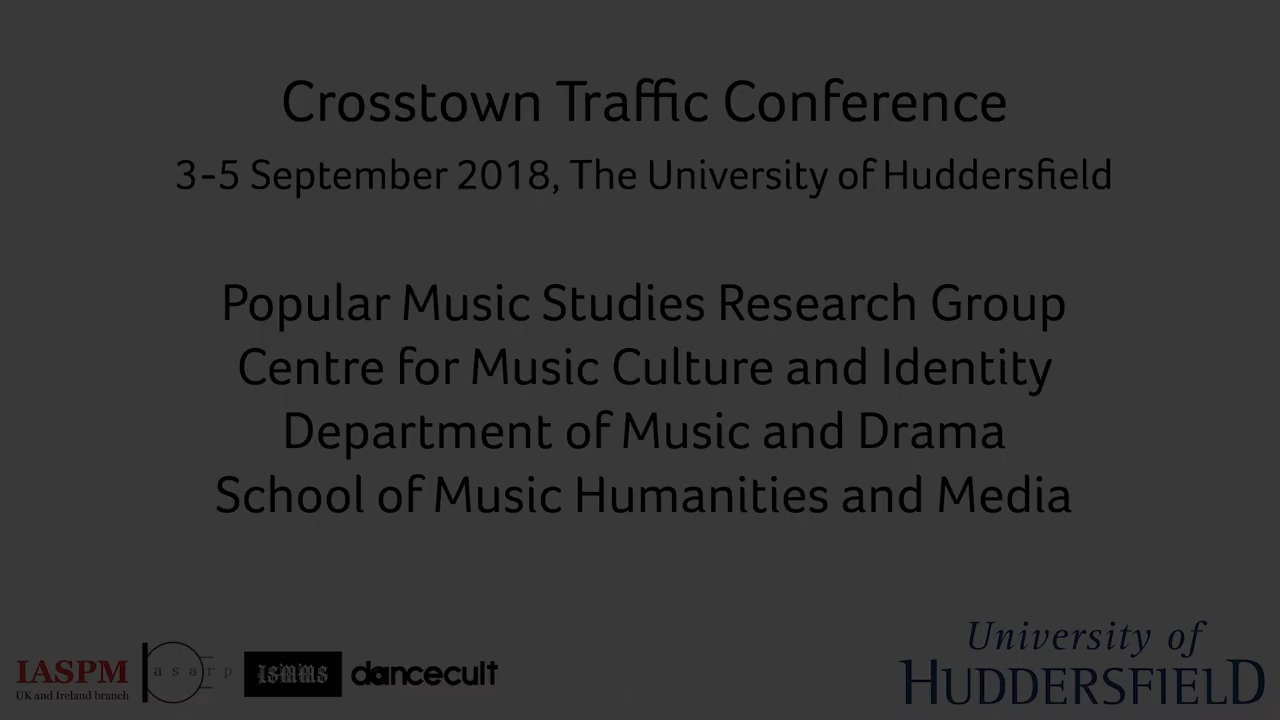 Crosstown Traffic Conference
3-5 September 2018, The University of Huddersfield
Popular Music Studies Research Group
Centre for Music Culture and Identity
Department of Music and Drama
School of Music Humanities and Media
IASPM
UK and Ireland branch
asarp
ISMMS
dancecult
University of
HUDDERSFIELD